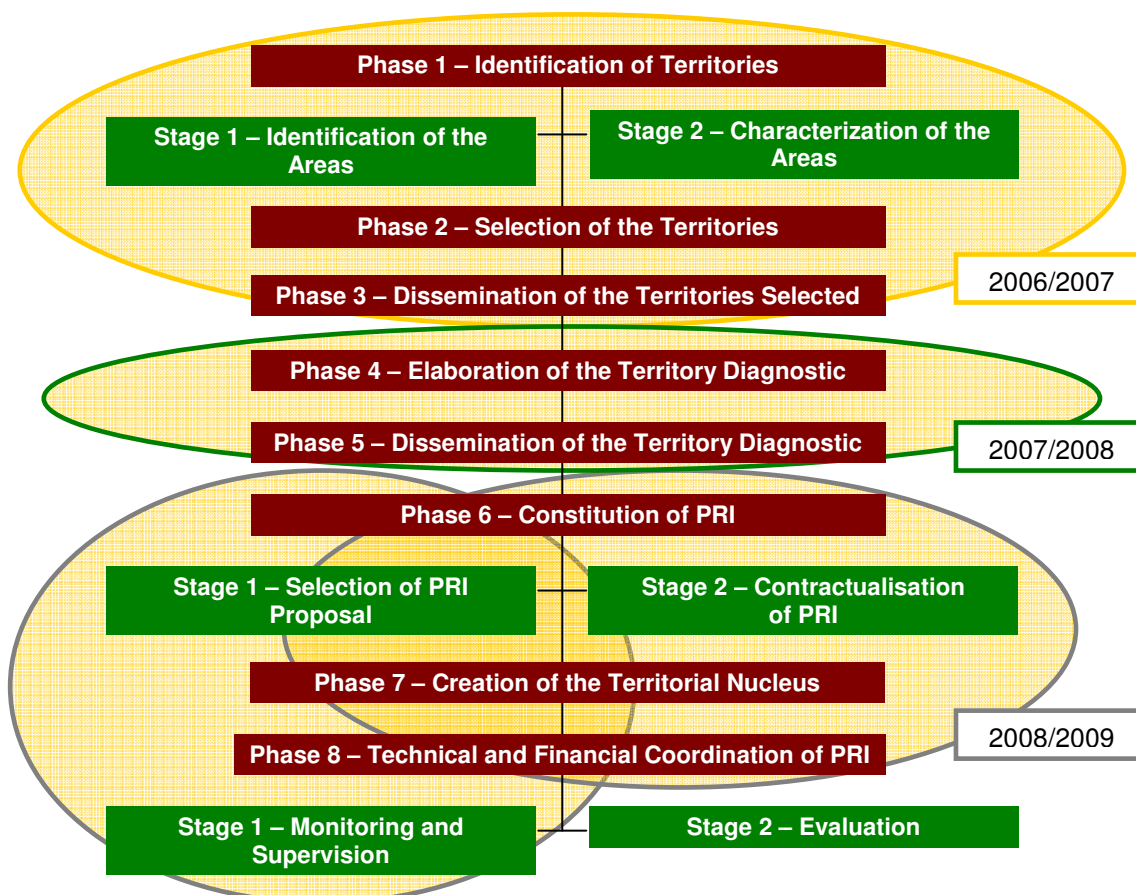 Phase 1 – Identification of Territories
Stage 1 – Identification of the
Areas
Stage 2 – Characterization of the
Areas
Phase 2 – Selection of the Territories
Phase 3 – Dissemination of the Territories Selected
2006/2007
Phase 4 – Elaboration of the Territory Diagnostic
Phase 5 – Dissemination of the Territory Diagnostic
2007/2008
Phase 6 – Constitution of PRI
Stage 1 – Selection of PRI
Proposal
Stage 2 – Contractualisation
of PRI
Phase 7 – Creation of the Territorial Nucleus
Phase 8 – Technical and Financial Coordination of PRI
2008/2009
Stage 1 – Monitoring and
Supervision
Stage 2 – Evaluation